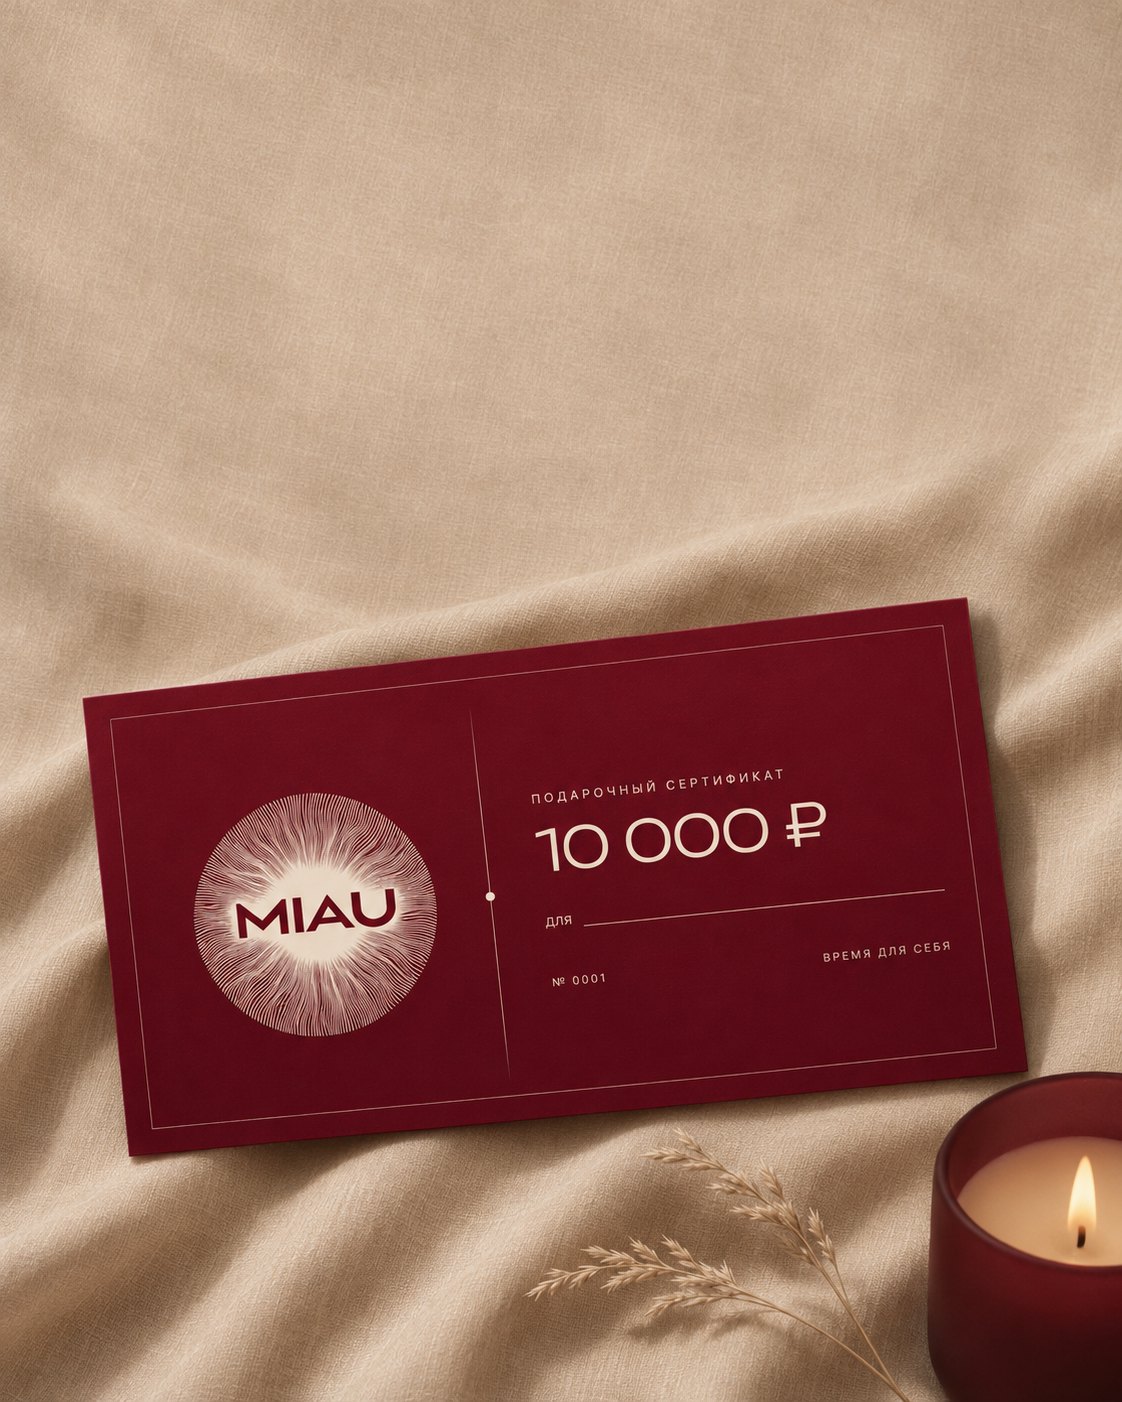 MIAU
ПОДАРОЧНЫЙ СЕРТИФИКАТ
10 000 ₽
ДЛЯ
ВРЕМЯ ДЛЯ СЕБЯ
№ 0001